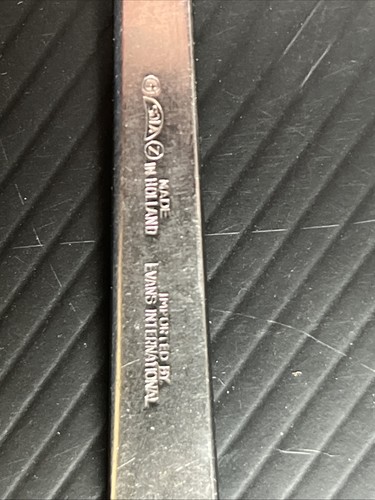 MADE
IN HOLLAND
IMPORTED BY
EVANS INTERNATIONAL